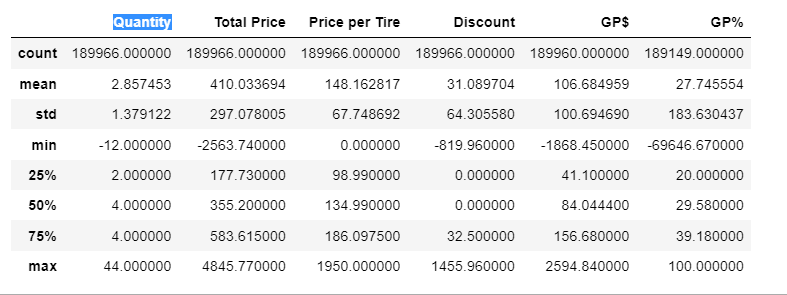 Quantity Total Price Price per Tire Discount GP$ GP%
count 189966.000000 189966.000000 189966.000000 189966.000000 189960.000000 189149.000000
mean 2.857453 410.033694 148.162817 31.089704 106.684959 27.745554
std 1.379122 297.078005 67.748692 64.305580 100.694690 183.630437
min -12.000000 -2563.740000 0.000000 -819.960000 -1868.450000 -69646.670000
25% 2.000000 177.730000 98.990000 0.000000 41.100000 20.000000
50% 4.000000 355.200000 134.990000 0.000000 84.044400 29.580000
75% 4.000000 583.615000 186.097500 32.500000 156.680000 39.180000
max 44.000000 4845.770000 1950.000000 1455.960000 2594.840000 100.000000